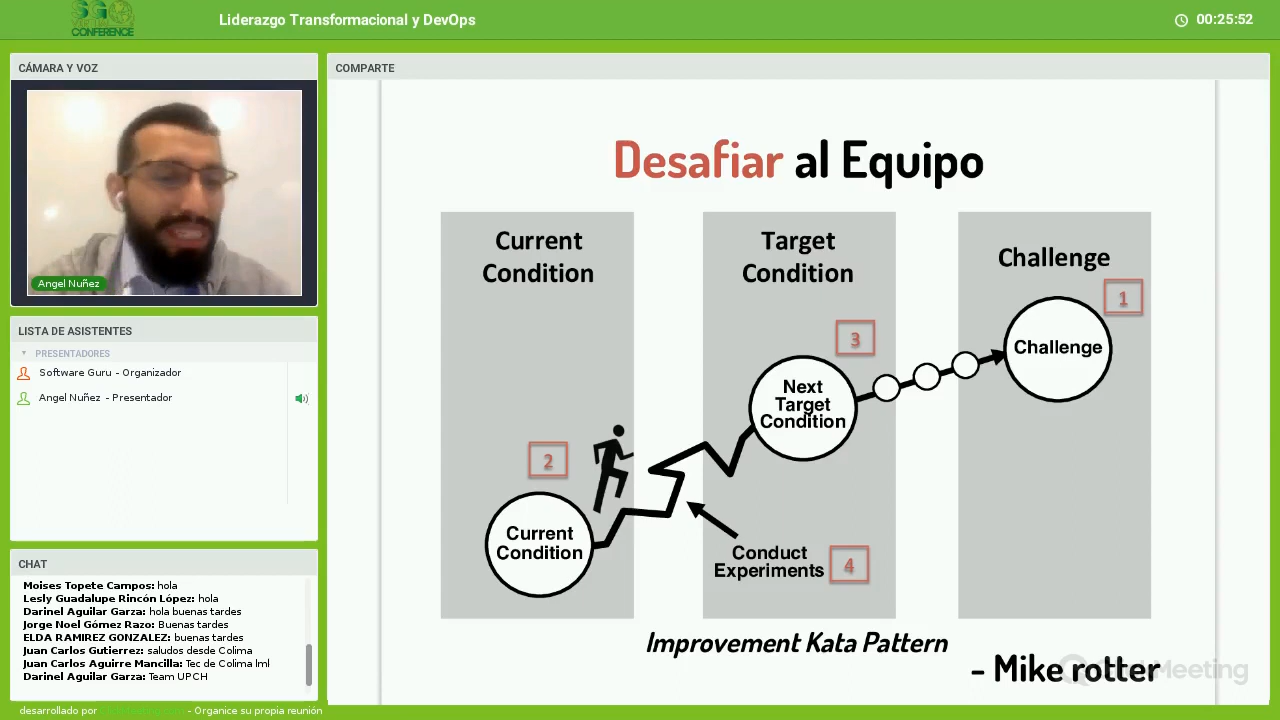 SG
VIRTUAL
CONFERENCE
Liderazgo Transformacional y DevOps
00:25:52
CÁMARA Y VOZ
Angel Nuñez
LISTA DE ASISTENTES
PRESENTADORES
Software Guru - Organizador
Angel Nuñez - Presentador
CHAT
Moises Topete Campos: hola
Lesly Guadalupe Rincón López: hola
Darinel Aguilar Garza: hola buenas tardes
Jorge Noel Gómez Razo: Buenas tardes
ELDA RAMIREZ GONZALEZ: buenas tardes
Juan Carlos Gutierrez: saludos desde Colima
Juan Carlos Aguirre Mancilla: Tec de Colima lml
Darinel Aguilar Garza: Team UPCH
desarrollado por
- Organice su propia reunión
COMPARTE
Desafiar al Equipo
Current
Condition
Target
Condition
Challenge
1
Challenge
3
Next
Target
Condition
2
Current
Condition
Conduct
Experiments
4
Improvement Kata Pattern
- Mike rotter
Meeting